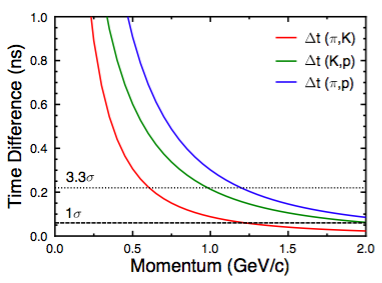 Time Difference (ns)
1.0
0.8
0.6
0.4
0.2
0.0
Δt (π,K)
Δt (K,p)
Δt (π,p)
3.3σ
1σ
0.0 0.5 1.0 1.5 2.0
Momentum (GeV/c)